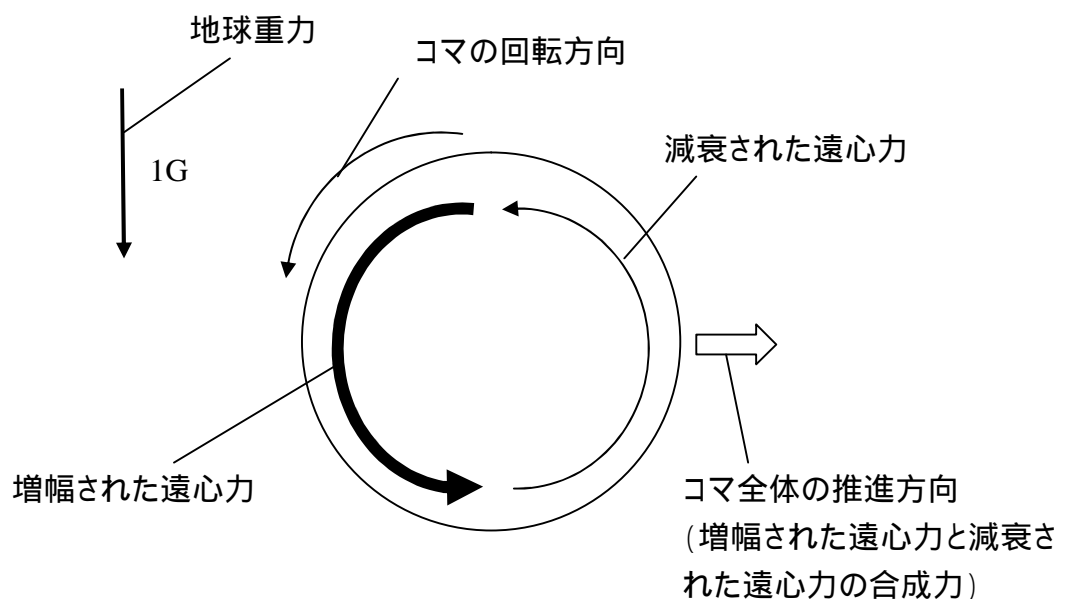 地球重力
コマの回転方向
1G
減衰された遠心力
増幅された遠心力
コマ全体の推進方向
(増幅された遠心力と減衰さ
れた遠心力の合成力)